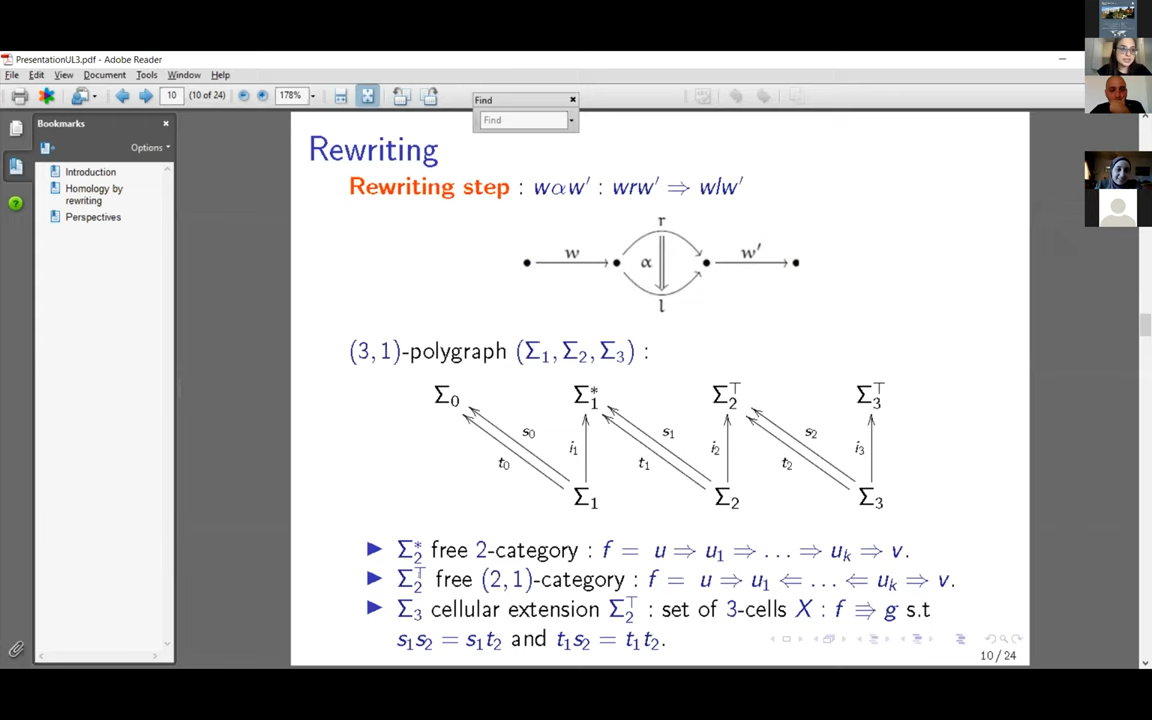 PresentationUL3.pdf - Adobe Reader
File Edit View Document Tools Window Help
10 (10 of 24) 178%
Find
Find
Bookmarks
Options
Introduction
Homology by
rewriting
Perspectives
Rewriting
Rewriting step : wαw′ : wrw′ ⇒ wlw′
r
w α w′
l
(3, 1)-polygraph (Σ₁, Σ₂, Σ₃) :
Σ₀ Σ₁* Σ₂⊤ Σ₃⊤
s₀ s₁ s₂
i₁ i₂ i₃
t₀ t₁ t₂
Σ₁ Σ₂ Σ₃
▶ Σ₂* free 2-category : f = u ⇒ u₁ ⇒ … ⇒ uₖ ⇒ v.
▶ Σ₂⊤ free (2, 1)-category : f = u ⇒ u₁ ⇐ … ⇐ uₖ ⇒ v.
▶ Σ₃ cellular extension Σ₂⊤ : set of 3-cells X : f ⇛ g s.t
s₁s₂ = s₁t₂ and t₁s₂ = t₁t₂.
10 / 24